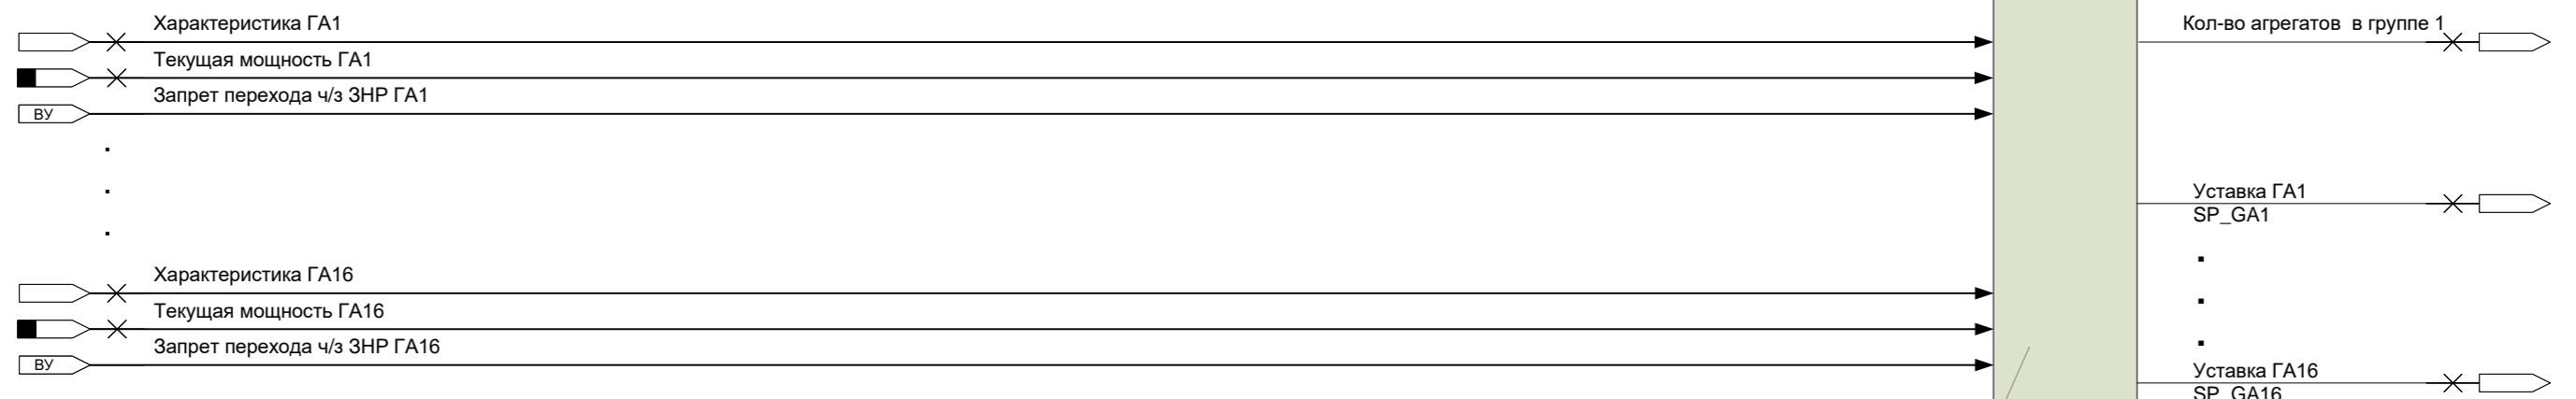 Характеристика ГА1
Кол-во агрегатов в группе 1
Текущая мощность ГА1
Запрет перехода ч/з ЗНР ГА1
ВУ
Уставка ГА1
SP_GA1
Характеристика ГА16
Текущая мощность ГА16
Запрет перехода ч/з ЗНР ГА16
ВУ
Уставка ГА16
SP_GA16